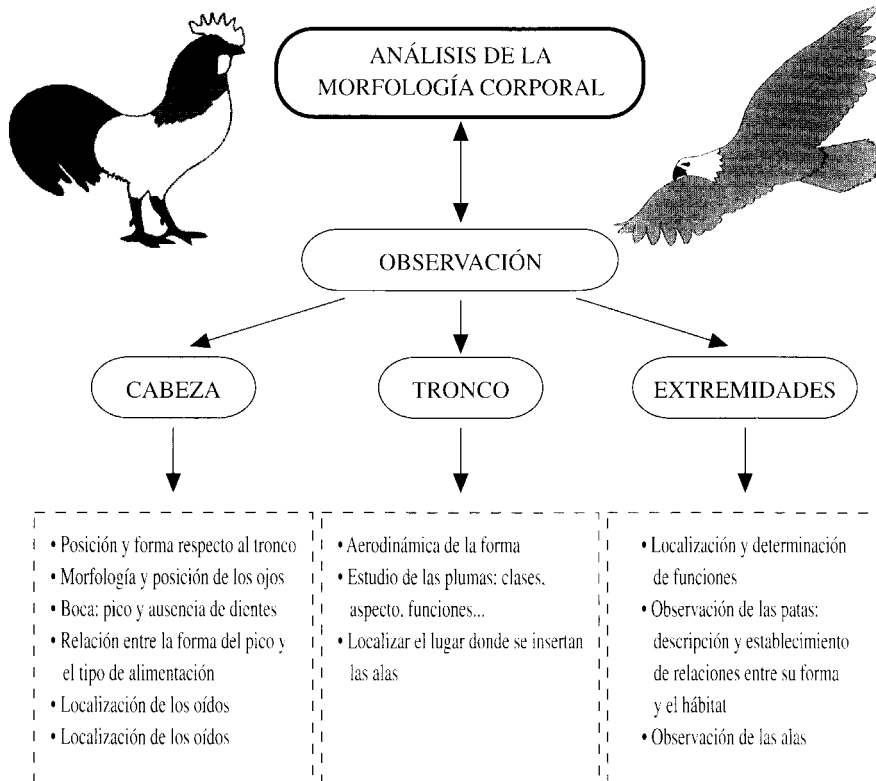 ANÁLISIS DE LA
MORFOLOGÍA CORPORAL
OBSERVACIÓN
CABEZA
TRONCO
EXTREMIDADES
• Posición y forma respecto al tronco
• Morfología y posición de los ojos
• Boca: pico y ausencia de dientes
• Relación entre la forma del pico y
el tipo de alimentación
• Localización de los oídos
• Localización de los oídos
• Aerodinámica de la forma
• Estudio de las plumas: clases,
aspecto, funciones...
• Localizar el lugar donde se insertan
las alas
• Localización y determinación
de funciones
• Observación de las patas:
descripción y establecimiento
de relaciones entre su forma
y el hábitat
• Observación de las alas